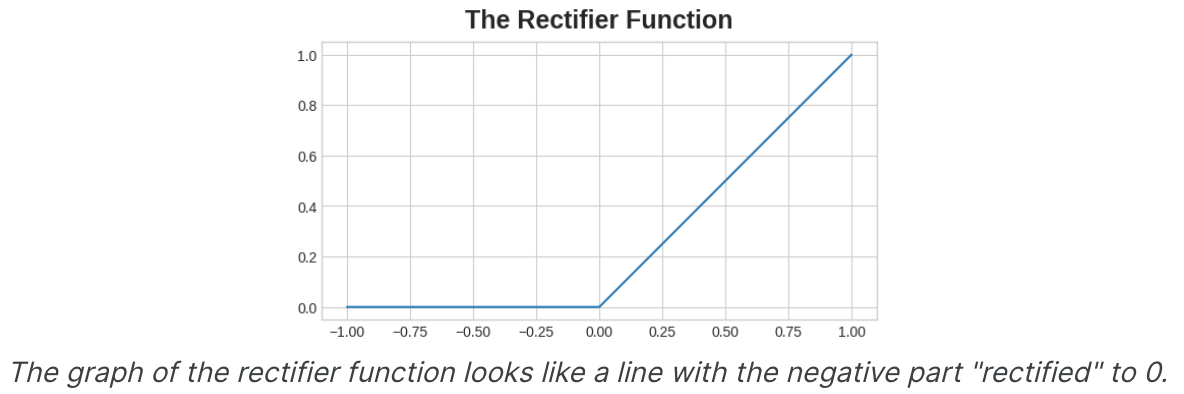 The Rectifier Function
1.0
0.8
0.6
0.4
0.2
0.0
−1.00 −0.75 −0.50 −0.25 0.00 0.25 0.50 0.75 1.00
The graph of the rectifier function looks like a line with the negative part "rectified" to 0.